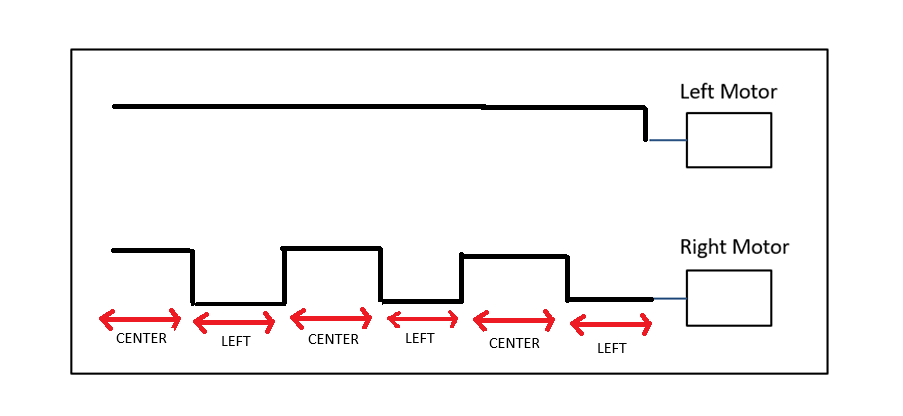 Left Motor
Right Motor
CENTER
LEFT
CENTER
LEFT
CENTER
LEFT